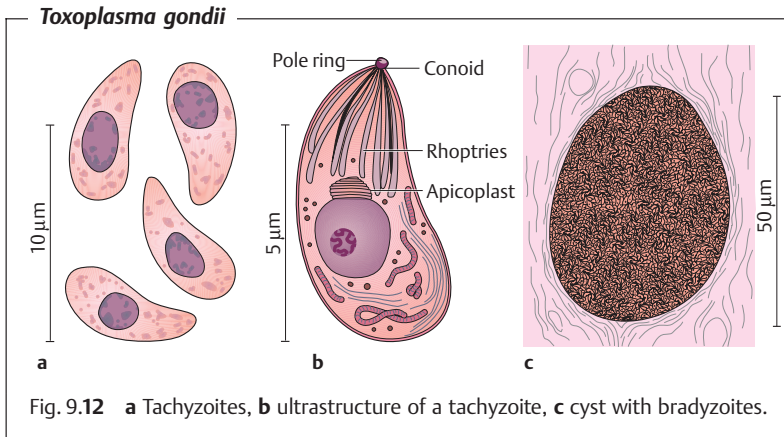 Toxoplasma gondii
Pole ring
Conoid
Rhoptries
Apicoplast
10 µm
5 µm
50 µm
a
b
c
Fig. 9.12 a Tachyzoites, b ultrastructure of a tachyzoite, c cyst with bradyzoites.